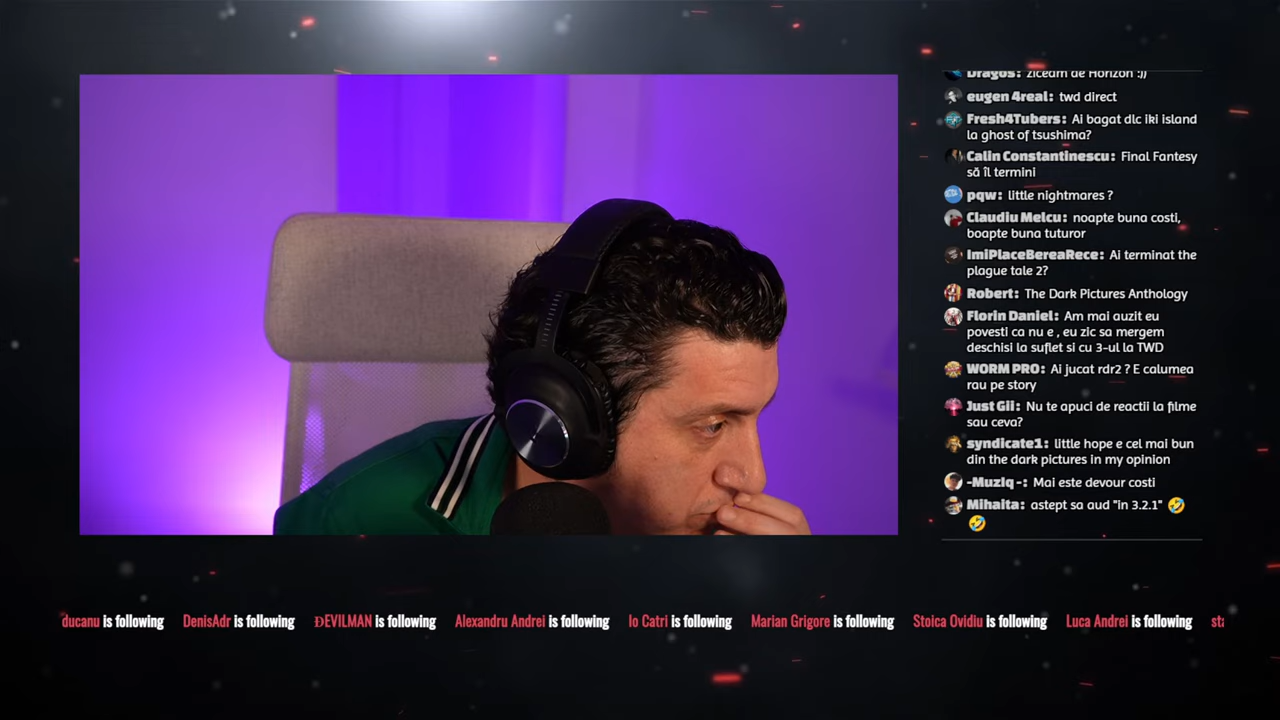 Dragos: ziceam de Horizon :))
eugen 4real: twd direct
Fresh4Tubers: Ai bagat dlc iki island
la ghost of tsushima?
Calin Constantinescu: Final Fantasy
să îl termini
pqw: little nightmares ?
Claudiu Melcu: noapte buna costi,
boapte buna tuturor
ImiPlaceBereaRece: Ai terminat the
plague tale 2?
Robert: The Dark Pictures Anthology
Florin Daniel: Am mai auzit eu
povesti ca nu e , eu zic sa mergem
deschisi la suflet si cu 3-ul la TWD
WORM PRO: Ai jucat rdr2 ? E calumea
rau pe story
Just Gii: Nu te apuci de reactii la filme
sau ceva?
syndicate1: little hope e cel mai bun
din the dark pictures in my opinion
-Muziq-: Mai este devour costi
Mihaita: astept sa aud "in 3.2.1" 🤣
🤣
ducanu is following DenisAdr is following ÐEVILMAN is following Alexandru Andrei is following Io Catri is following Marian Grigore is following Stoica Ovidiu is following Luca Andrei is following